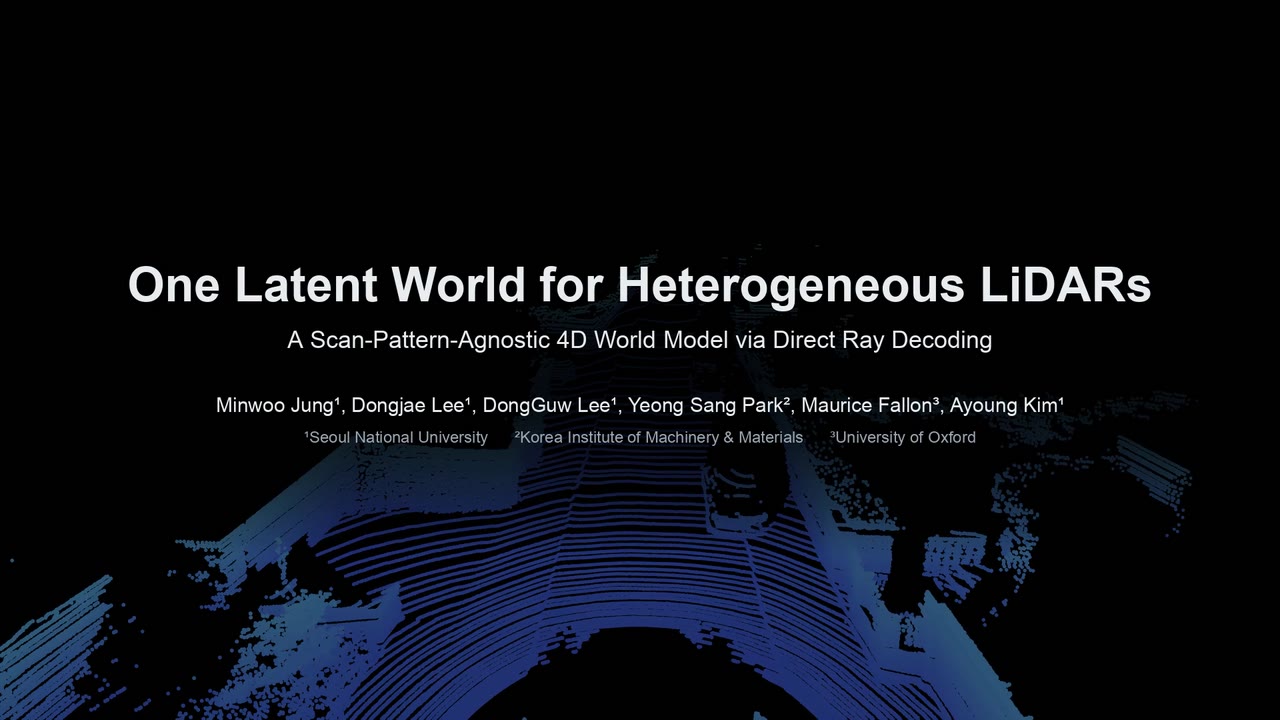 One Latent World for Heterogeneous LiDARs
A Scan-Pattern-Agnostic 4D World Model via Direct Ray Decoding
Minwoo Jung¹, Dongjae Lee¹, DongGuw Lee¹, Yeong Sang Park², Maurice Fallon³, Ayoung Kim¹
¹Seoul National University ²Korea Institute of Machinery & Materials ³University of Oxford